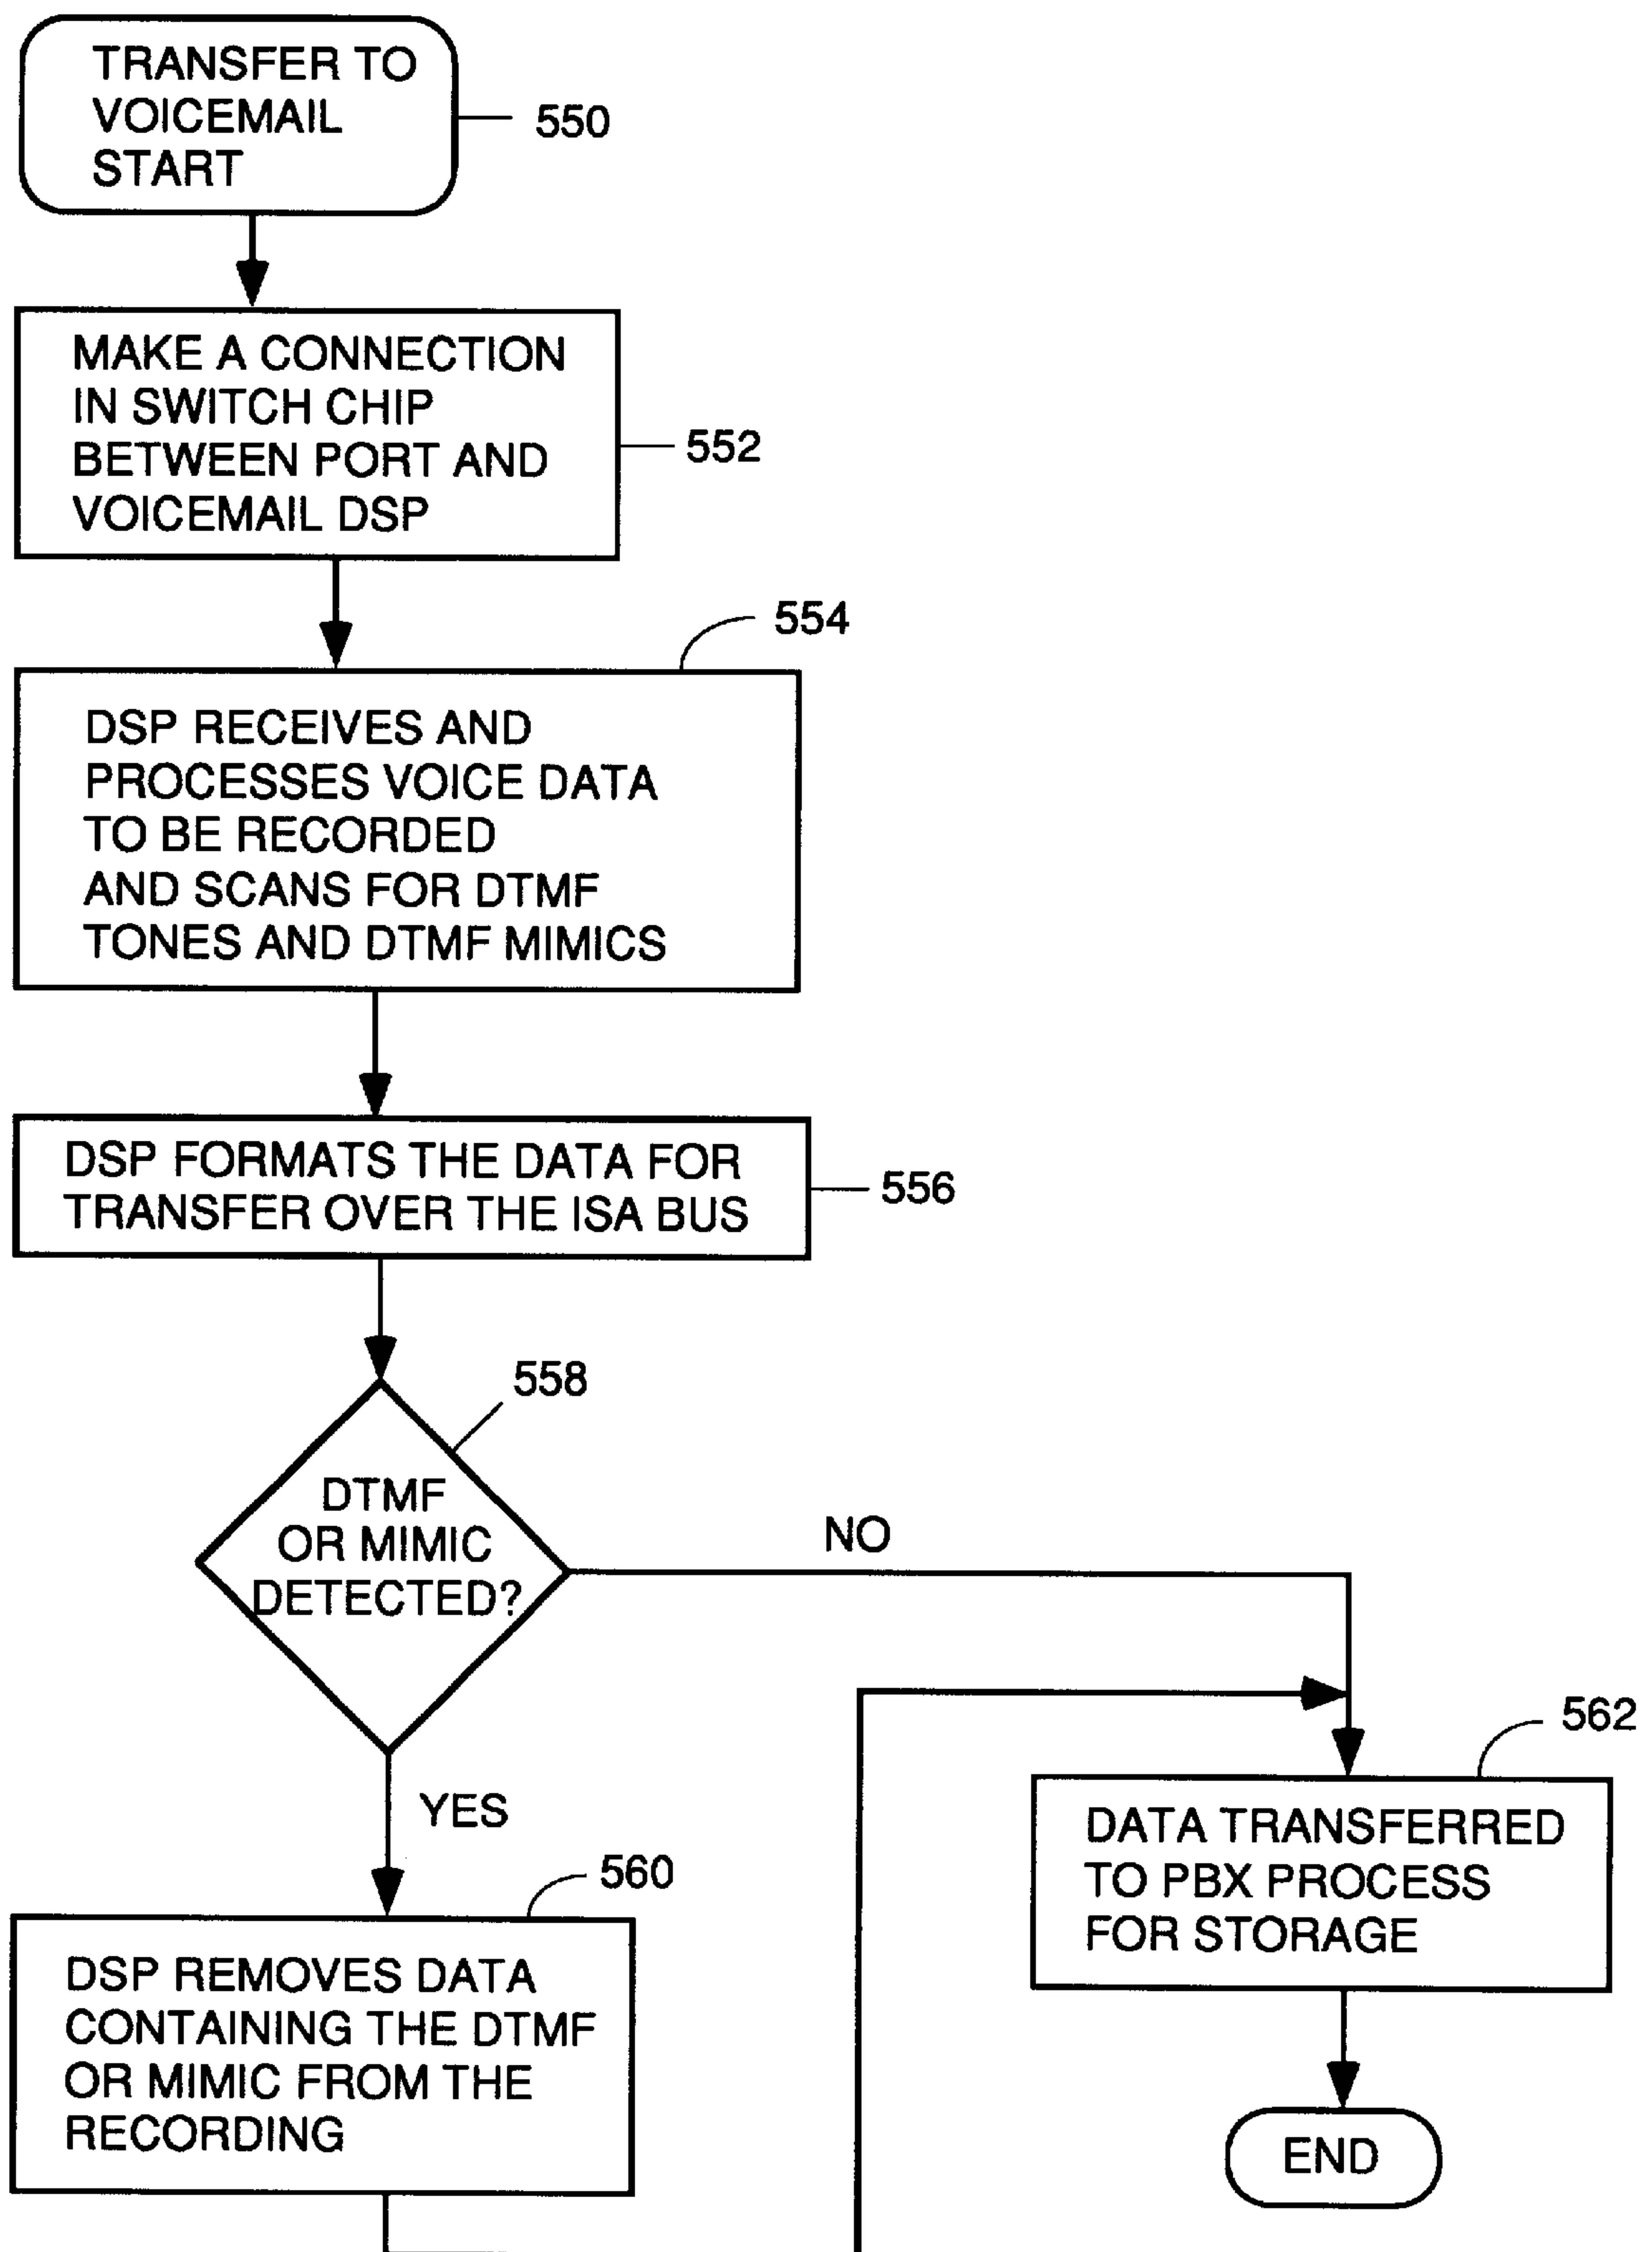 TRANSFER TO
VOICEMAIL
START
550
MAKE A CONNECTION
IN SWITCH CHIP
BETWEEN PORT AND
VOICEMAIL DSP
552
554
DSP RECEIVES AND
PROCESSES VOICE DATA
TO BE RECORDED
AND SCANS FOR DTMF
TONES AND DTMF MIMICS
DSP FORMATS THE DATA FOR
TRANSFER OVER THE ISA BUS
556
558
DTMF
OR MIMIC
DETECTED?
NO
YES
560
DSP REMOVES DATA
CONTAINING THE DTMF
OR MIMIC FROM THE
RECORDING
562
DATA TRANSFERRED
TO PBX PROCESS
FOR STORAGE
END